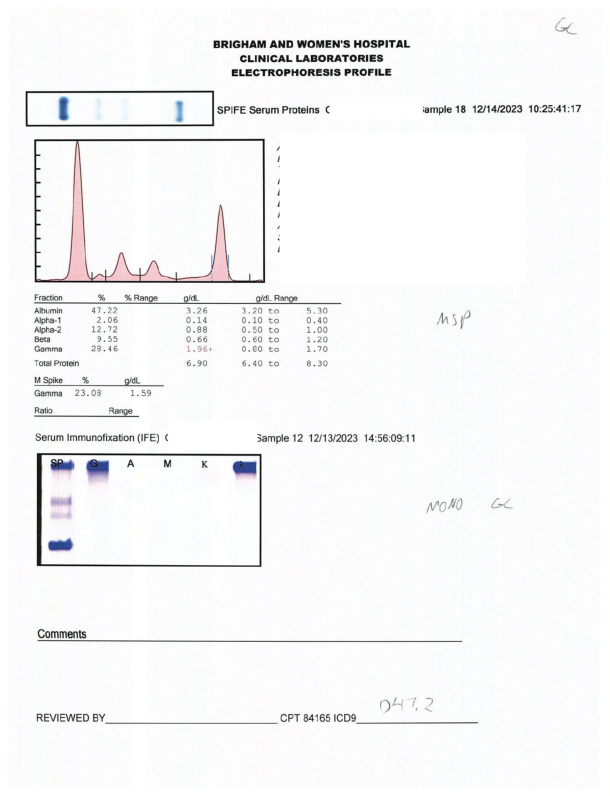 GL
BRIGHAM AND WOMEN'S HOSPITAL
CLINICAL LABORATORIES
ELECTROPHORESIS PROFILE
SPIFE Serum Proteins ample 18 12/14/2023 10:25:41:17
Fraction % % Range g/dL g/dL Range
Albumin 47.22 3.26 3.20 to 5.30
Alpha-1 2.06 0.14 0.10 to 0.40
Alpha-2 12.72 0.88 0.50 to 1.00
Beta 9.55 0.66 0.60 to 1.20
Gamma 28.46 1.96+ 0.80 to 1.70
Total Protein 6.90 6.40 to 8.30
MSP
M Spike % g/dL
Gamma 23.08 1.59
Ratio Range
Serum Immunofixation (IFE) Sample 12 12/13/2023 14:56:09:11
SP G A M K λ
MONO GL
Comments
D47.2
REVIEWED BY CPT 84165 ICD9